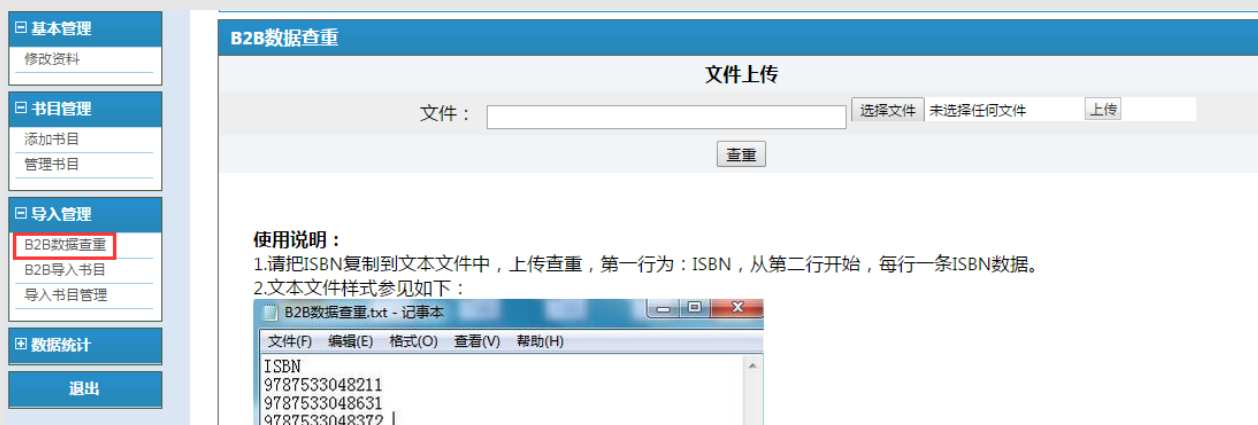 基本管理
修改资料
书目管理
添加书目
管理书目
导入管理
B2B数据查重
B2B导入书目
导入书目管理
数据统计
退出
B2B数据查重
文件上传
文件： 选择文件 未选择任何文件 上传
查重
使用说明：
1.请把ISBN复制到文本文件中，上传查重，第一行为：ISBN，从第二行开始，每行一条ISBN数据。
2.文本文件样式参见如下：
B2B数据查重.txt - 记事本
文件(F) 编辑(E) 格式(O) 查看(V) 帮助(H)
ISBN
9787533048211
9787533048631
9787533048372